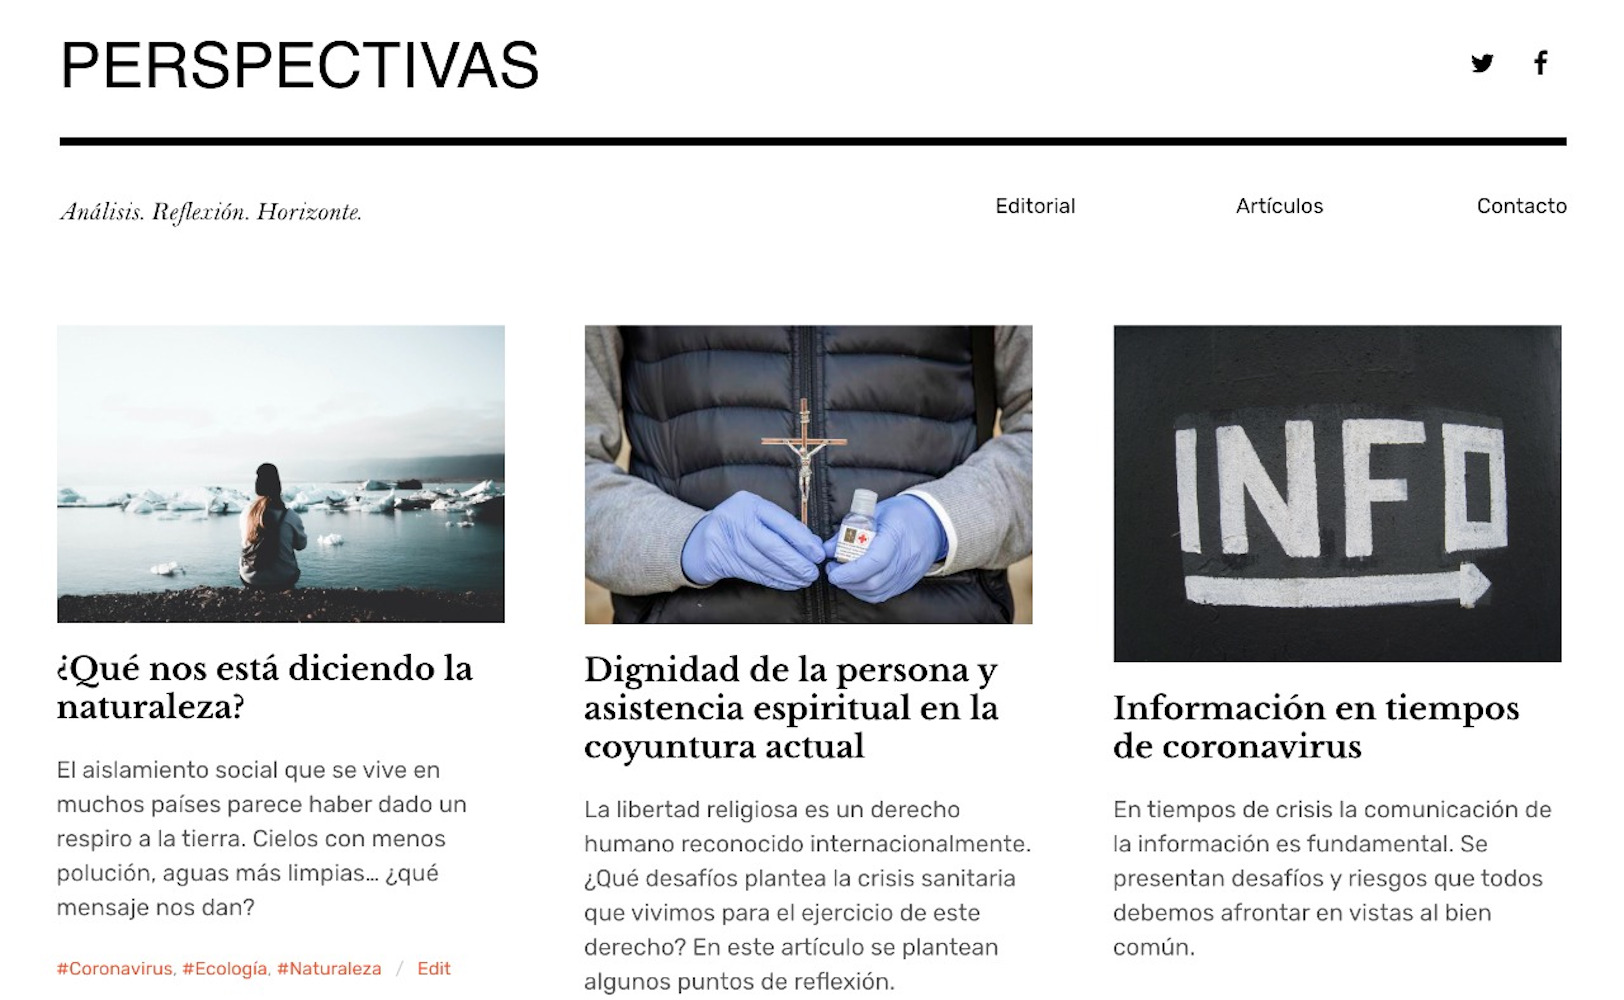 PERSPECTIVAS
Análisis. Reflexión. Horizonte.
Editorial
Artículos
Contacto
¿Qué nos está diciendo la
naturaleza?
El aislamiento social que se vive en
muchos países parece haber dado un
respiro a la tierra. Cielos con menos
polución, aguas más limpias... ¿qué
mensaje nos dan?
#Coronavirus, #Ecología, #Naturaleza / Edit
Dignidad de la persona y
asistencia espiritual en la
coyuntura actual
La libertad religiosa es un derecho
humano reconocido internacionalmente.
¿Qué desafíos plantea la crisis sanitaria
que vivimos para el ejercicio de este
derecho? En este artículo se plantean
algunos puntos de reflexión.
INFO
Información en tiempos
de coronavirus
En tiempos de crisis la comunicación de
la información es fundamental. Se
presentan desafíos y riesgos que todos
debemos afrontar en vistas al bien
común.